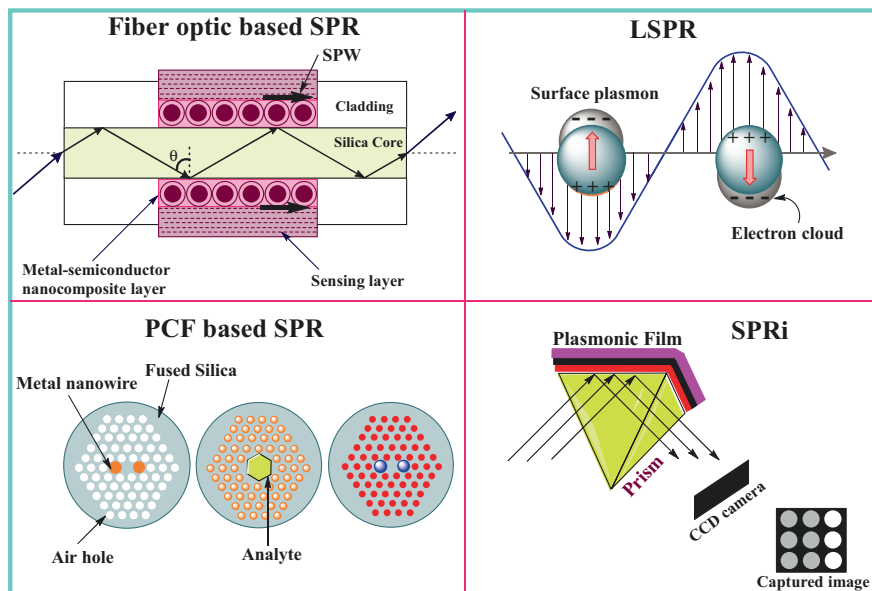 Fiber optic based SPR
SPW
Cladding
Silica Core
θ
Metal-semiconductor
nanocomposite layer
Sensing layer
LSPR
Surface plasmon
- - -
+ + +
+ + +
- - -
Electron cloud
PCF based SPR
Fused Silica
Metal nanowire
Air hole
Analyte
SPRi
Plasmonic Film
Prism
CCD camera
Captured image